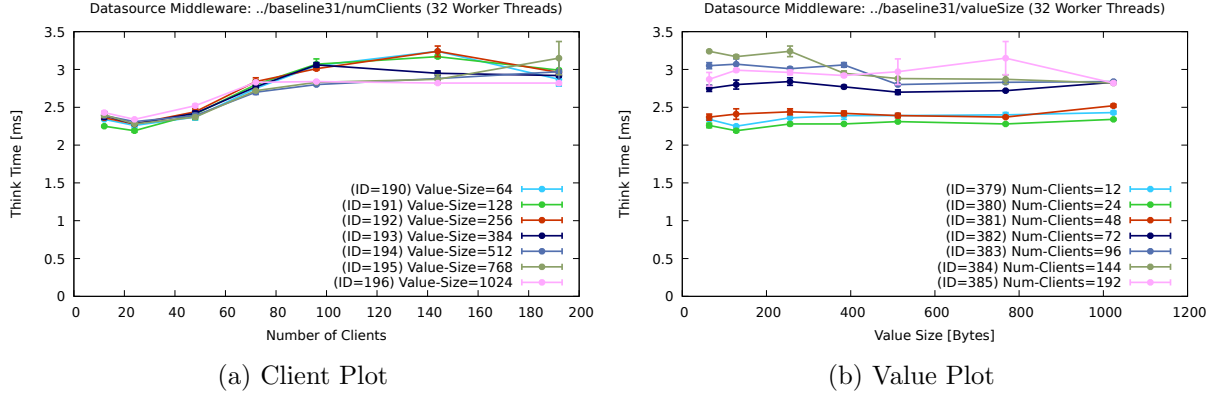 Datasource Middleware: ../baseline31/numClients (32 Worker Threads)
3.5
3
2.5
2
1.5
1
0.5
0
Think Time [ms]
(ID=190) Value-Size=64
(ID=191) Value-Size=128
(ID=192) Value-Size=256
(ID=193) Value-Size=384
(ID=194) Value-Size=512
(ID=195) Value-Size=768
(ID=196) Value-Size=1024
0 20 40 60 80 100 120 140 160 180 200
Number of Clients
(a) Client Plot
Datasource Middleware: ../baseline31/valueSize (32 Worker Threads)
3.5
3
2.5
2
1.5
1
0.5
0
Think Time [ms]
(ID=379) Num-Clients=12
(ID=380) Num-Clients=24
(ID=381) Num-Clients=48
(ID=382) Num-Clients=72
(ID=383) Num-Clients=96
(ID=384) Num-Clients=144
(ID=385) Num-Clients=192
0 200 400 600 800 1000 1200
Value Size [Bytes]
(b) Value Plot